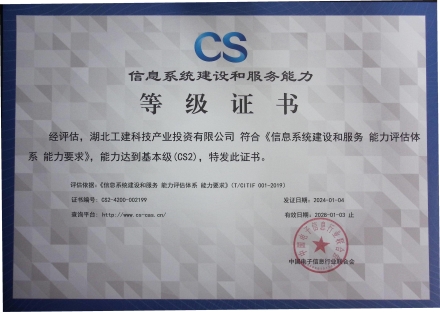 CS
信息系统建设和服务能力
等级证书
经评估，湖北工建科技产业投资有限公司 符合《信息系统建设和服务 能力评估体
系 能力要求》，能力达到基本级(CS2)，特发此证书。
评估依据：《信息系统建设和服务 能力评估体系 能力要求》（T/CITIF 001-2019）
证书编号：CS2-4200-002199
发证日期：2024-01-04
查询平台：http://www.cs-cas.cn/
有效日期：2028-01-03 止
中国电子信息行业联合会